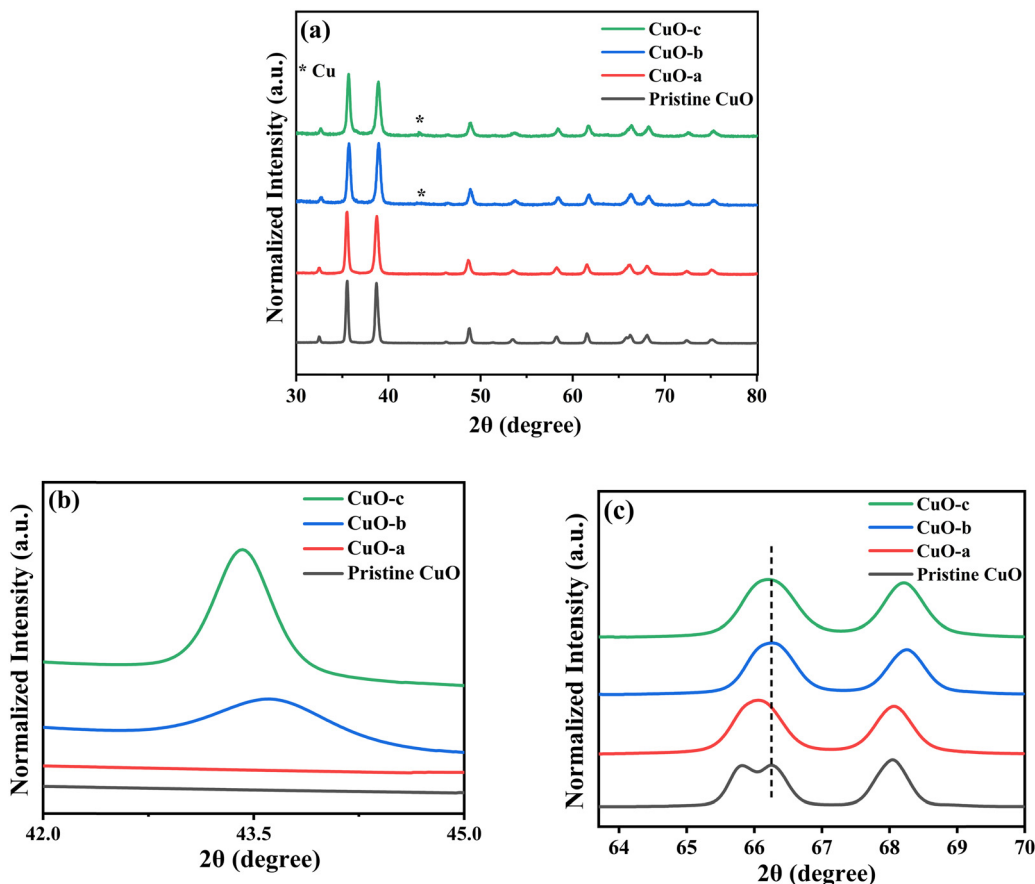 (a)
* Cu
CuO-c
CuO-b
CuO-a
Pristine CuO
*
*
Normalized Intensity (a.u.)
30 40 50 60 70 80
2θ (degree)
(b)
CuO-c
CuO-b
CuO-a
Pristine CuO
Normalized Intensity (a.u.)
42.0 43.5 45.0
2θ (degree)
(c)
CuO-c
CuO-b
CuO-a
Pristine CuO
Normalized Intensity (a.u.)
64 65 66 67 68 69 70
2θ (degree)